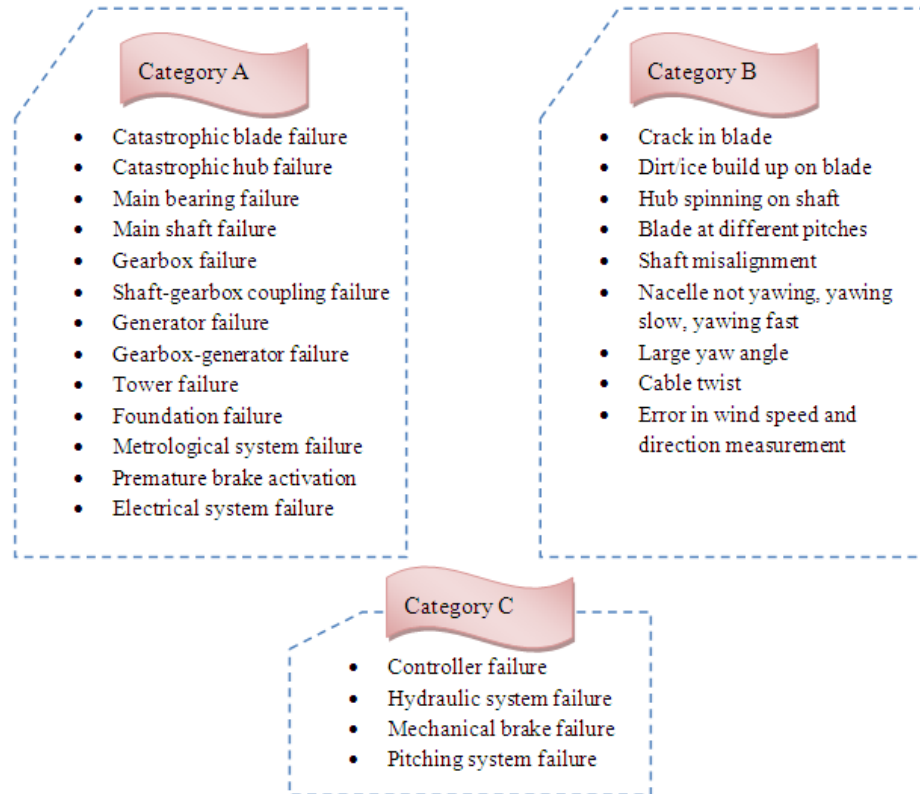 Category A
• Catastrophic blade failure
• Catastrophic hub failure
• Main bearing failure
• Main shaft failure
• Gearbox failure
• Shaft-gearbox coupling failure
• Generator failure
• Gearbox-generator failure
• Tower failure
• Foundation failure
• Metrological system failure
• Premature brake activation
• Electrical system failure
Category B
• Crack in blade
• Dirt/ice build up on blade
• Hub spinning on shaft
• Blade at different pitches
• Shaft misalignment
• Nacelle not yawing, yawing
slow, yawing fast
• Large yaw angle
• Cable twist
• Error in wind speed and
direction measurement
Category C
• Controller failure
• Hydraulic system failure
• Mechanical brake failure
• Pitching system failure